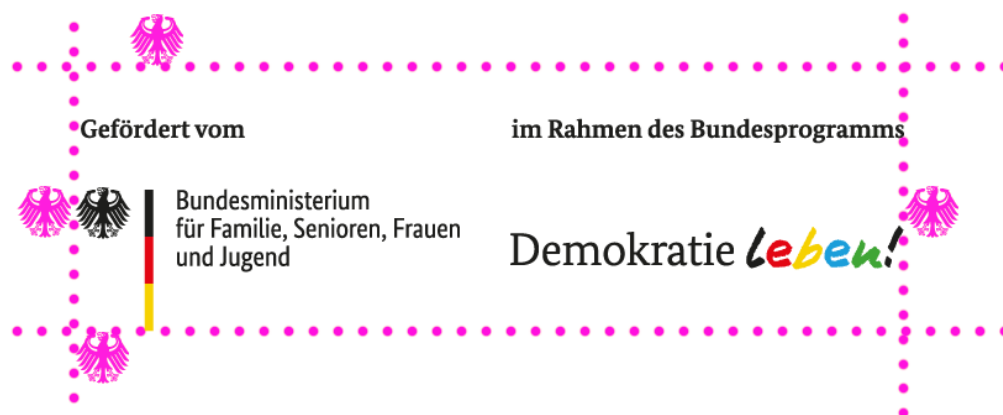 Gefördert vom
im Rahmen des Bundesprogramms
Bundesministerium
für Familie, Senioren, Frauen
und Jugend
Demokratie leben!